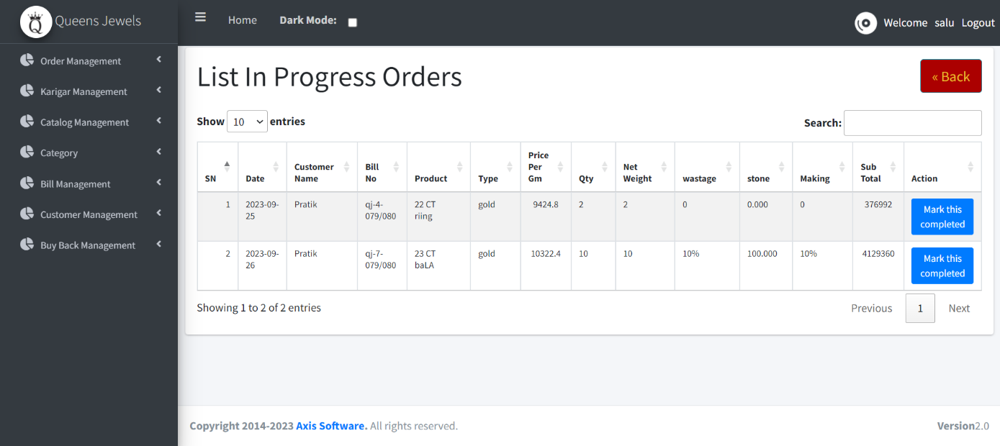 Queens Jewels
Home Dark Mode: Welcome salu Logout
Order Management
Karigar Management
Catalog Management
Category
Bill Management
Customer Management
Buy Back Management
List In Progress Orders
« Back
Show 10 entries
Search:
SN Date Customer Name Bill No Product Type Price Per Gm Qty Net Weight wastage stone Making Sub Total Action
1 2023-09-25 Pratik qj-4-079/080 22 CT riing gold 9424.8 2 2 0 0.000 0 376992 Mark this completed
2 2023-09-26 Pratik qj-7-079/080 23 CT baLA gold 10322.4 10 10 10% 100.000 10% 4129360 Mark this completed
Showing 1 to 2 of 2 entries
Previous 1 Next
Copyright 2014-2023 Axis Software. All rights reserved.
Version2.0